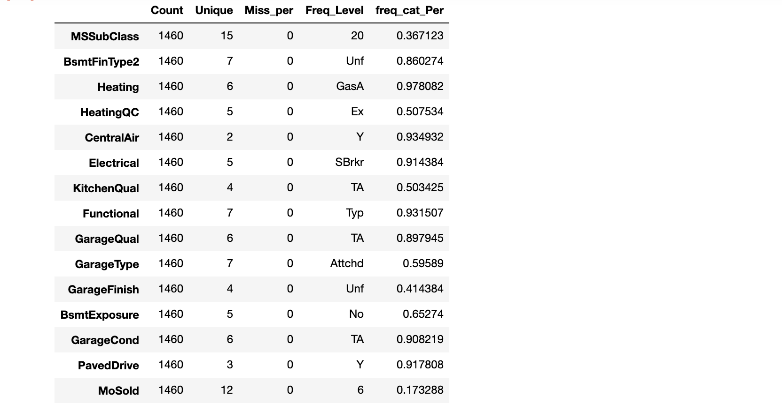 Count Unique Miss_per Freq_Level freq_cat_Per
MSSubClass 1460 15 0 20 0.367123
BsmtFinType2 1460 7 0 Unf 0.860274
Heating 1460 6 0 GasA 0.978082
HeatingQC 1460 5 0 Ex 0.507534
CentralAir 1460 2 0 Y 0.934932
Electrical 1460 5 0 SBrkr 0.914384
KitchenQual 1460 4 0 TA 0.503425
Functional 1460 7 0 Typ 0.931507
GarageQual 1460 6 0 TA 0.897945
GarageType 1460 7 0 Attchd 0.59589
GarageFinish 1460 4 0 Unf 0.414384
BsmtExposure 1460 5 0 No 0.65274
GarageCond 1460 6 0 TA 0.908219
PavedDrive 1460 3 0 Y 0.917808
MoSold 1460 12 0 6 0.173288